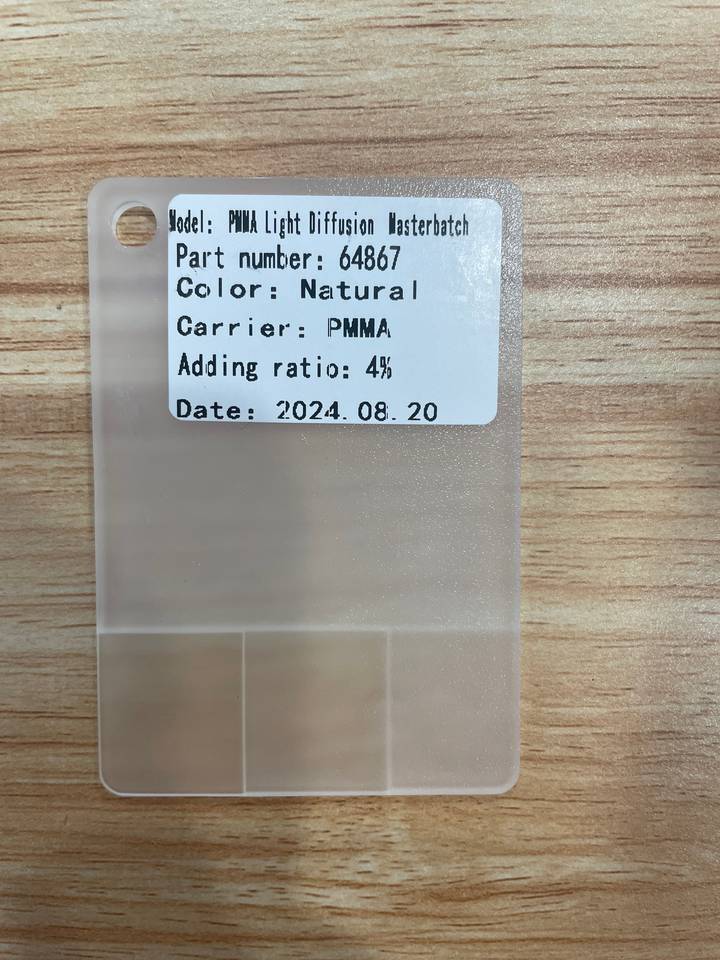 Model: PMMA Light Diffusion Masterbatch
Part number: 64867
Color: Natural
Carrier: PMMA
Adding ratio: 4%
Date: 2024.08.20